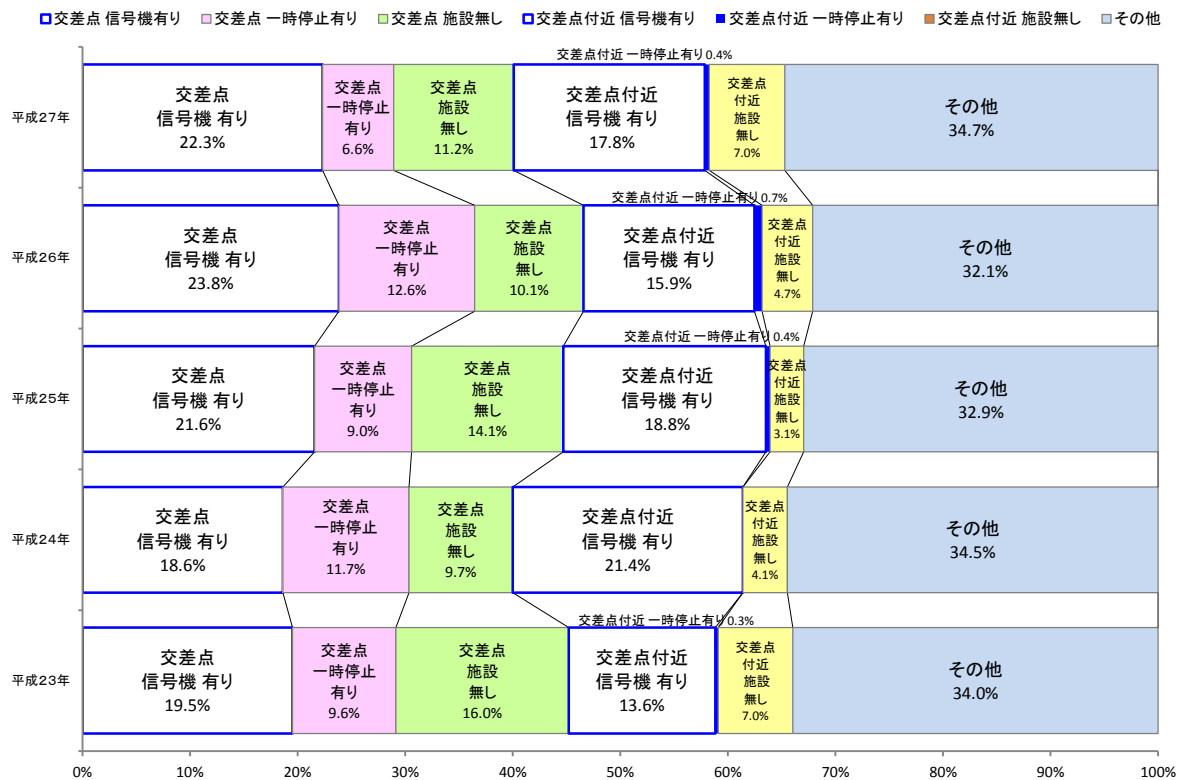 交差点 信号機有り 交差点 一時停止有り 交差点 施設無し 交差点付近 信号機有り 交差点付近 一時停止有り 交差点付近 施設無し その他
交差点付近 一時停止有り 0.4%
平成27年
交差点
信号機 有り
22.3%
交差点
一時停止
有り
6.6%
交差点
施設
無し
11.2%
交差点付近
信号機 有り
17.8%
交差点
付近
施設
無し
7.0%
その他
34.7%
交差点付近 一時停止有り 0.7%
平成26年
交差点
信号機 有り
23.8%
交差点
一時停止
有り
12.6%
交差点
施設
無し
10.1%
交差点付近
信号機 有り
15.9%
交差点
付近
施設
無し
4.7%
その他
32.1%
交差点付近 一時停止有り 0.4%
平成25年
交差点
信号機 有り
21.6%
交差点
一時停止
有り
9.0%
交差点
施設
無し
14.1%
交差点付近
信号機 有り
18.8%
交差点
付近
施設
無し
3.1%
その他
32.9%
平成24年
交差点
信号機 有り
18.6%
交差点
一時停止
有り
11.7%
交差点
施設
無し
9.7%
交差点付近
信号機 有り
21.4%
交差点
付近
施設
無し
4.1%
その他
34.5%
交差点付近 一時停止有り 0.3%
平成23年
交差点
信号機 有り
19.5%
交差点
一時停止
有り
9.6%
交差点
施設
無し
16.0%
交差点付近
信号機 有り
13.6%
交差点
付近
施設
無し
7.0%
その他
34.0%
0% 10% 20% 30% 40% 50% 60% 70% 80% 90% 100%